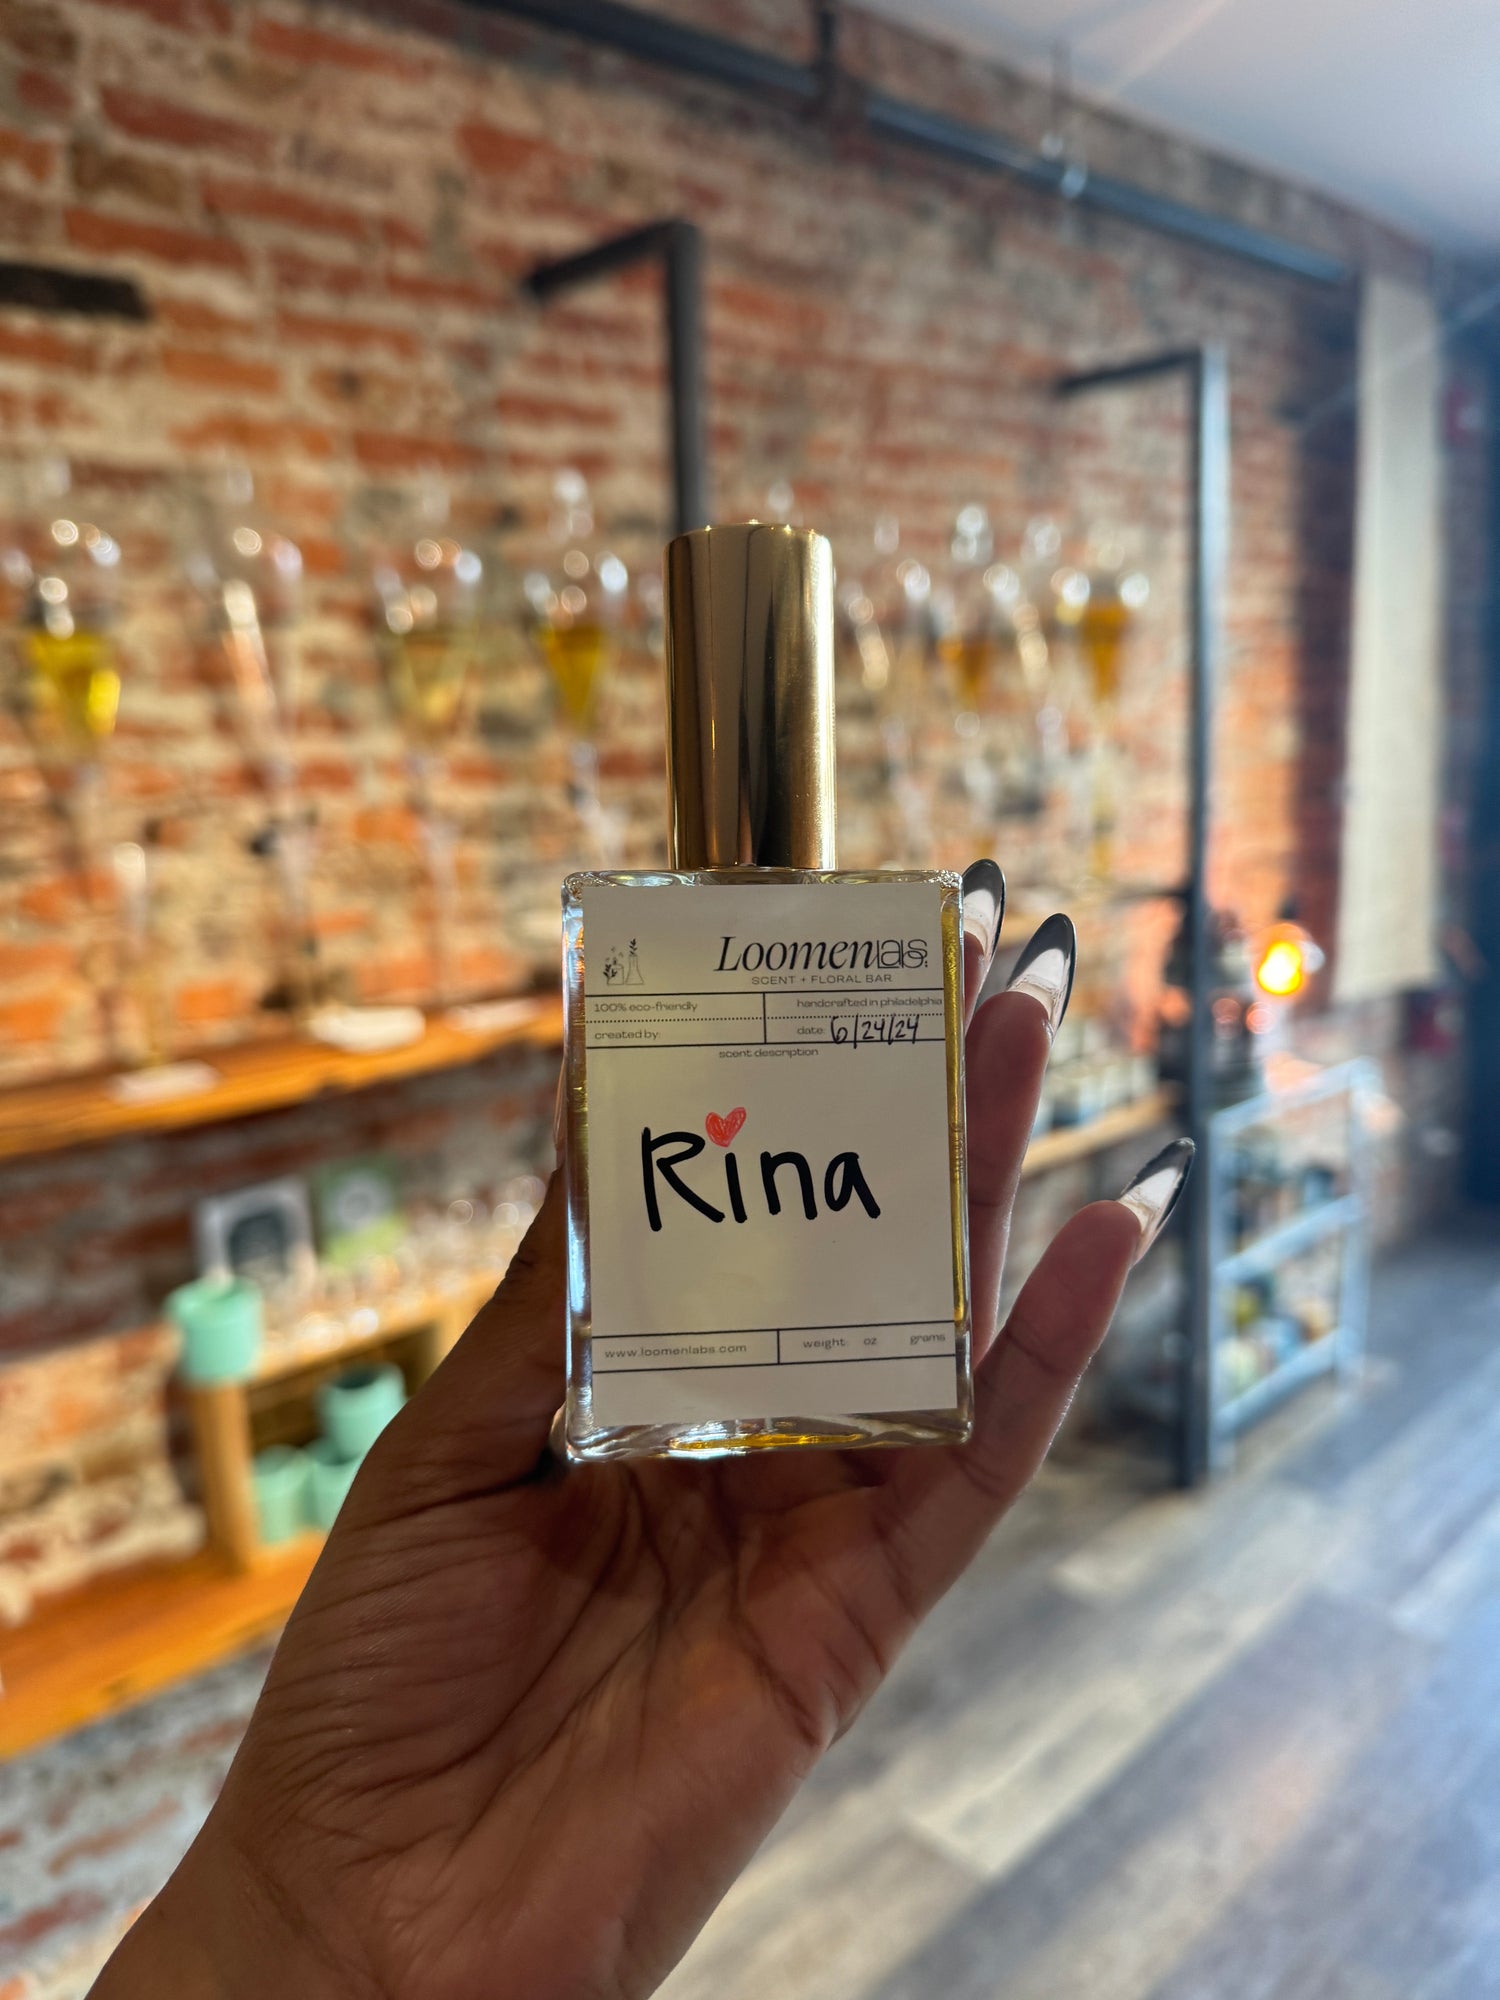 Loomenlabs.
SCENT + FLORAL BAR
100% eco-friendly
handcrafted in philadelphia
created by:
date: 6/24/24
scent description
Rina
www.loomenlabs.com
weight: oz grams